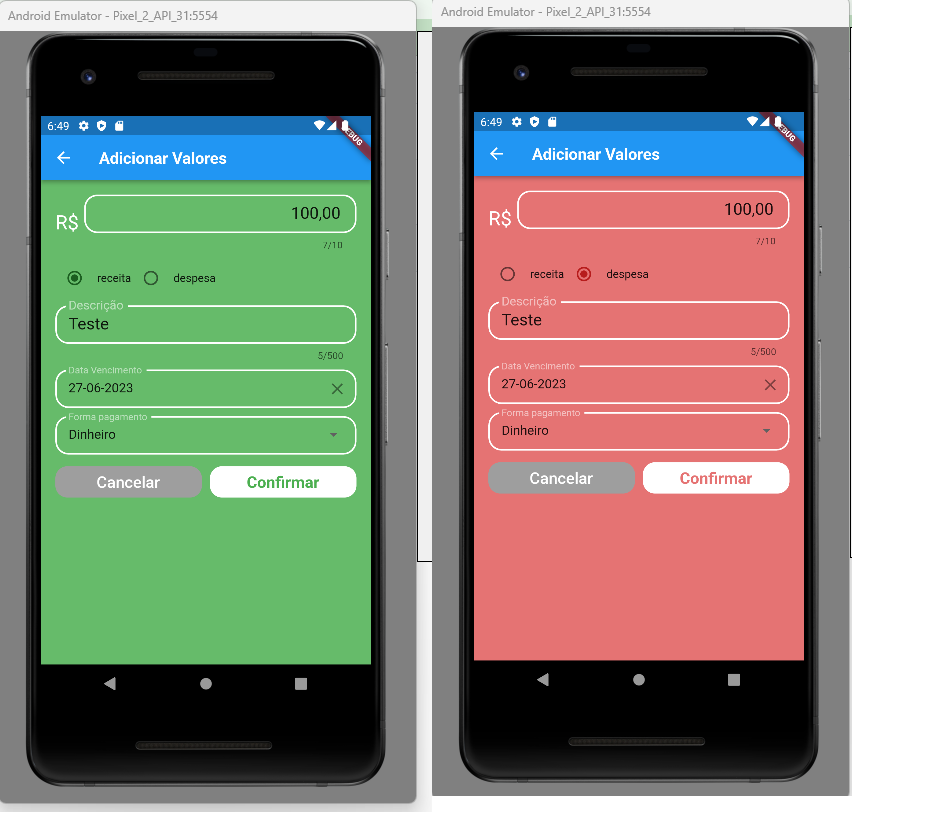 Android Emulator - Pixel_2_API_31:5554
6:49
DEBUG
Adicionar Valores
R$ 100,00
7/10
receita despesa
Descrição
Teste
5/500
Data Vencimento
27-06-2023
Forma pagamento
Dinheiro
Cancelar Confirmar
Android Emulator - Pixel_2_API_31:5554
6:49
DEBUG
Adicionar Valores
R$ 100,00
7/10
receita despesa
Descrição
Teste
5/500
Data Vencimento
27-06-2023
Forma pagamento
Dinheiro
Cancelar Confirmar